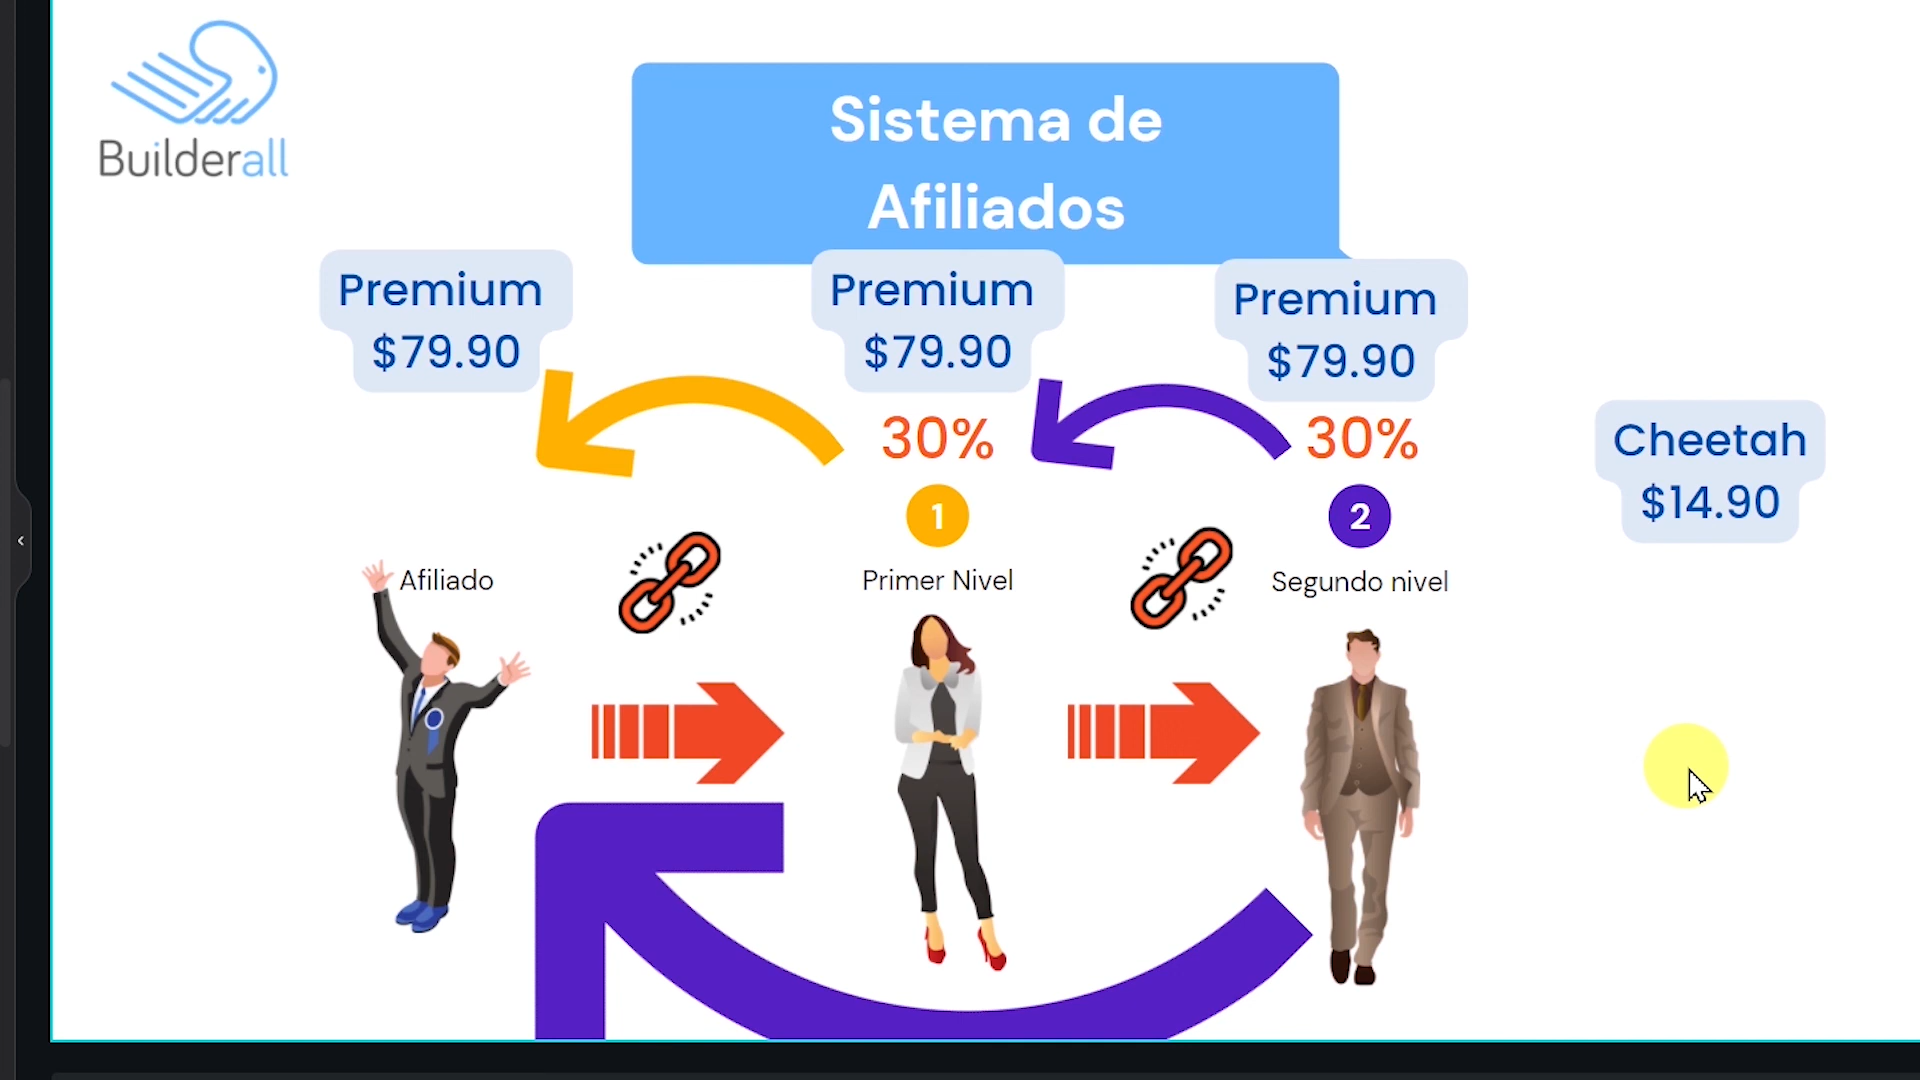 Builderall
Sistema de
Afiliados
Premium
$79.90
Premium
$79.90
Premium
$79.90
30%
30%
Cheetah
$14.90
1
2
Afiliado
Primer Nivel
Segundo nivel